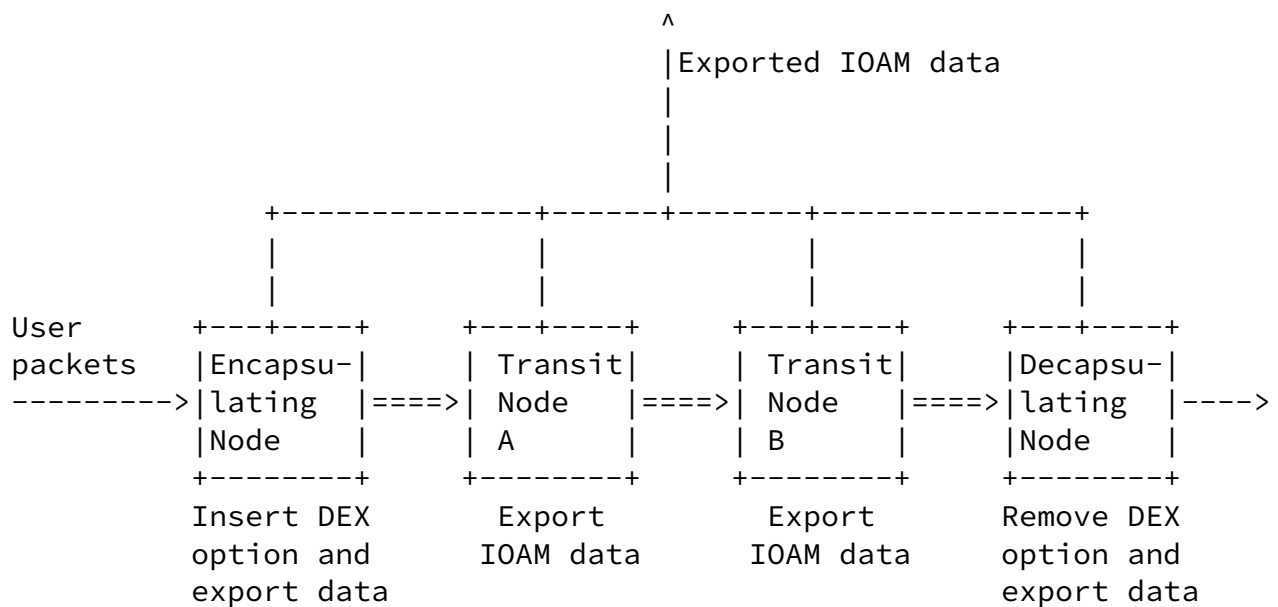 ^
|Exported IOAM data
|
|
|
+--------------+------+-------+--------------+
| | | |
| | | |
User +---+----+ +---+----+ +---+----+ +---+----+
packets |Encapsu-| | Transit| | Transit| |Decapsu-|
--------->|lating |====>| Node |====>| Node |====>|lating |---->
|Node | | A | | B | |Node |
+--------+ +--------+ +--------+ +--------+
Insert DEX Export Export Remove DEX
option and IOAM data IOAM data option and
export data export data